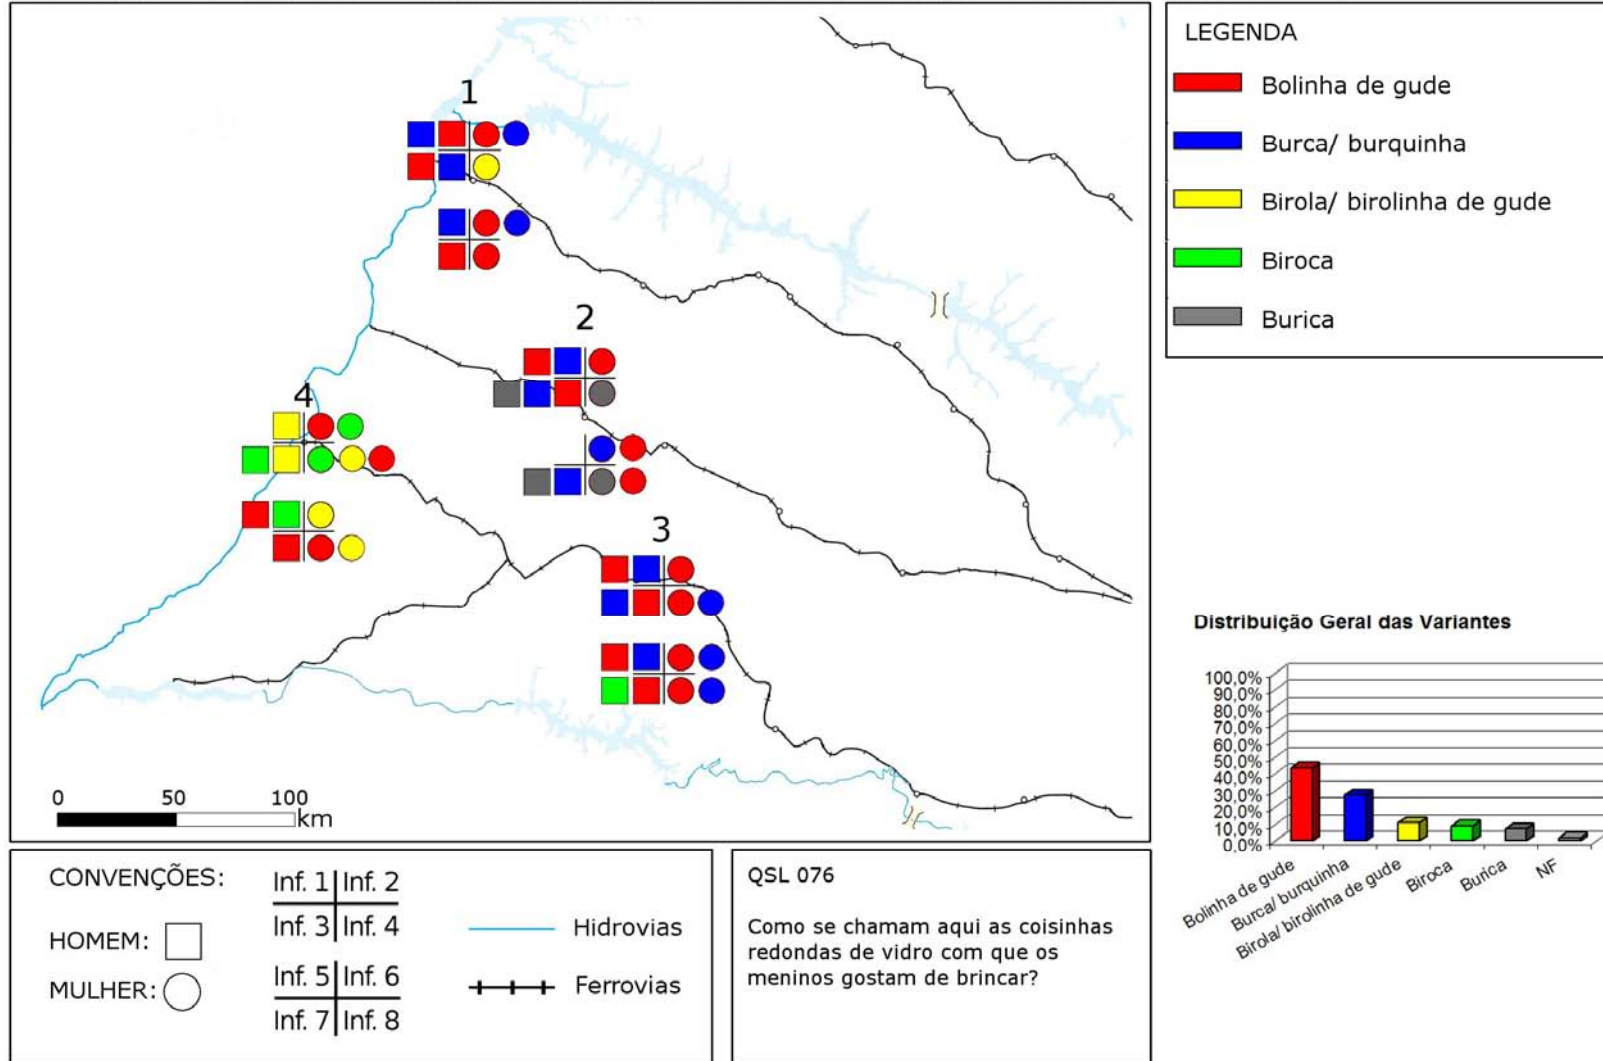 1
2
4
3
0 50 100
km
LEGENDA
Bolinha de gude
Burca/ burquinha
Birola/ birolinha de gude
Biroca
Burica
Distribuição Geral das Variantes
100,0%
90,0%
80,0%
70,0%
60,0%
50,0%
40,0%
30,0%
20,0%
10,0%
0,0%
Bolinha de gude
Burca/ burquinha
Birola/ birolinha de gude
Biroca
Burica
NF
CONVENÇÕES:
HOMEM:
MULHER:
Inf. 1 Inf. 2
Inf. 3 Inf. 4
Inf. 5 Inf. 6
Inf. 7 Inf. 8
Hidrovias
Ferrovias
QSL 076
Como se chamam aqui as coisinhas
redondas de vidro com que os
meninos gostam de brincar?